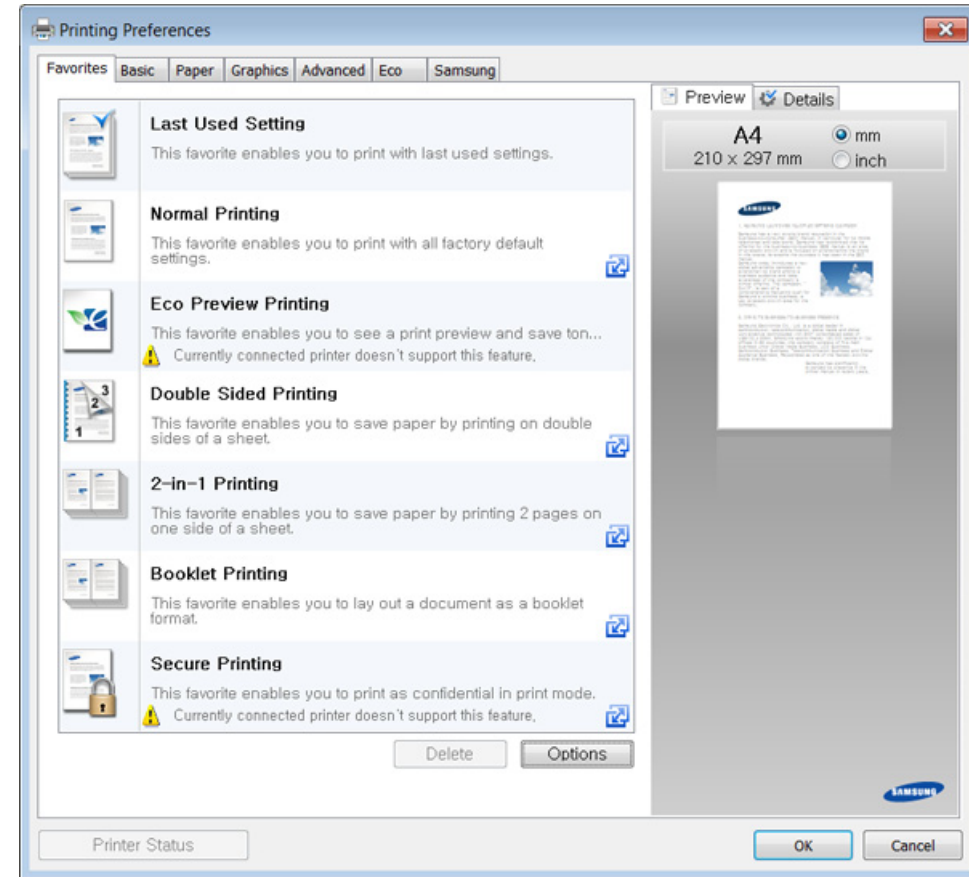 Printing Preferences
Favorites Basic Paper Graphics Advanced Eco Samsung
Last Used Setting
This favorite enables you to print with last used settings.
Normal Printing
This favorite enables you to print with all factory default
settings.
Eco Preview Printing
This favorite enables you to see a print preview and save ton...
Currently connected printer doesn't support this feature.
Double Sided Printing
This favorite enables you to save paper by printing on double
sides of a sheet.
2-in-1 Printing
This favorite enables you to save paper by printing 2 pages on
one side of a sheet.
Booklet Printing
This favorite enables you to lay out a document as a booklet
format.
Secure Printing
This favorite enables you to print as confidential in print mode.
Currently connected printer doesn't support this feature.
Delete Options
Preview Details
A4 mm
210 x 297 mm inch
SAMSUNG
SAMSUNG
Printer Status OK Cancel
3
2
1